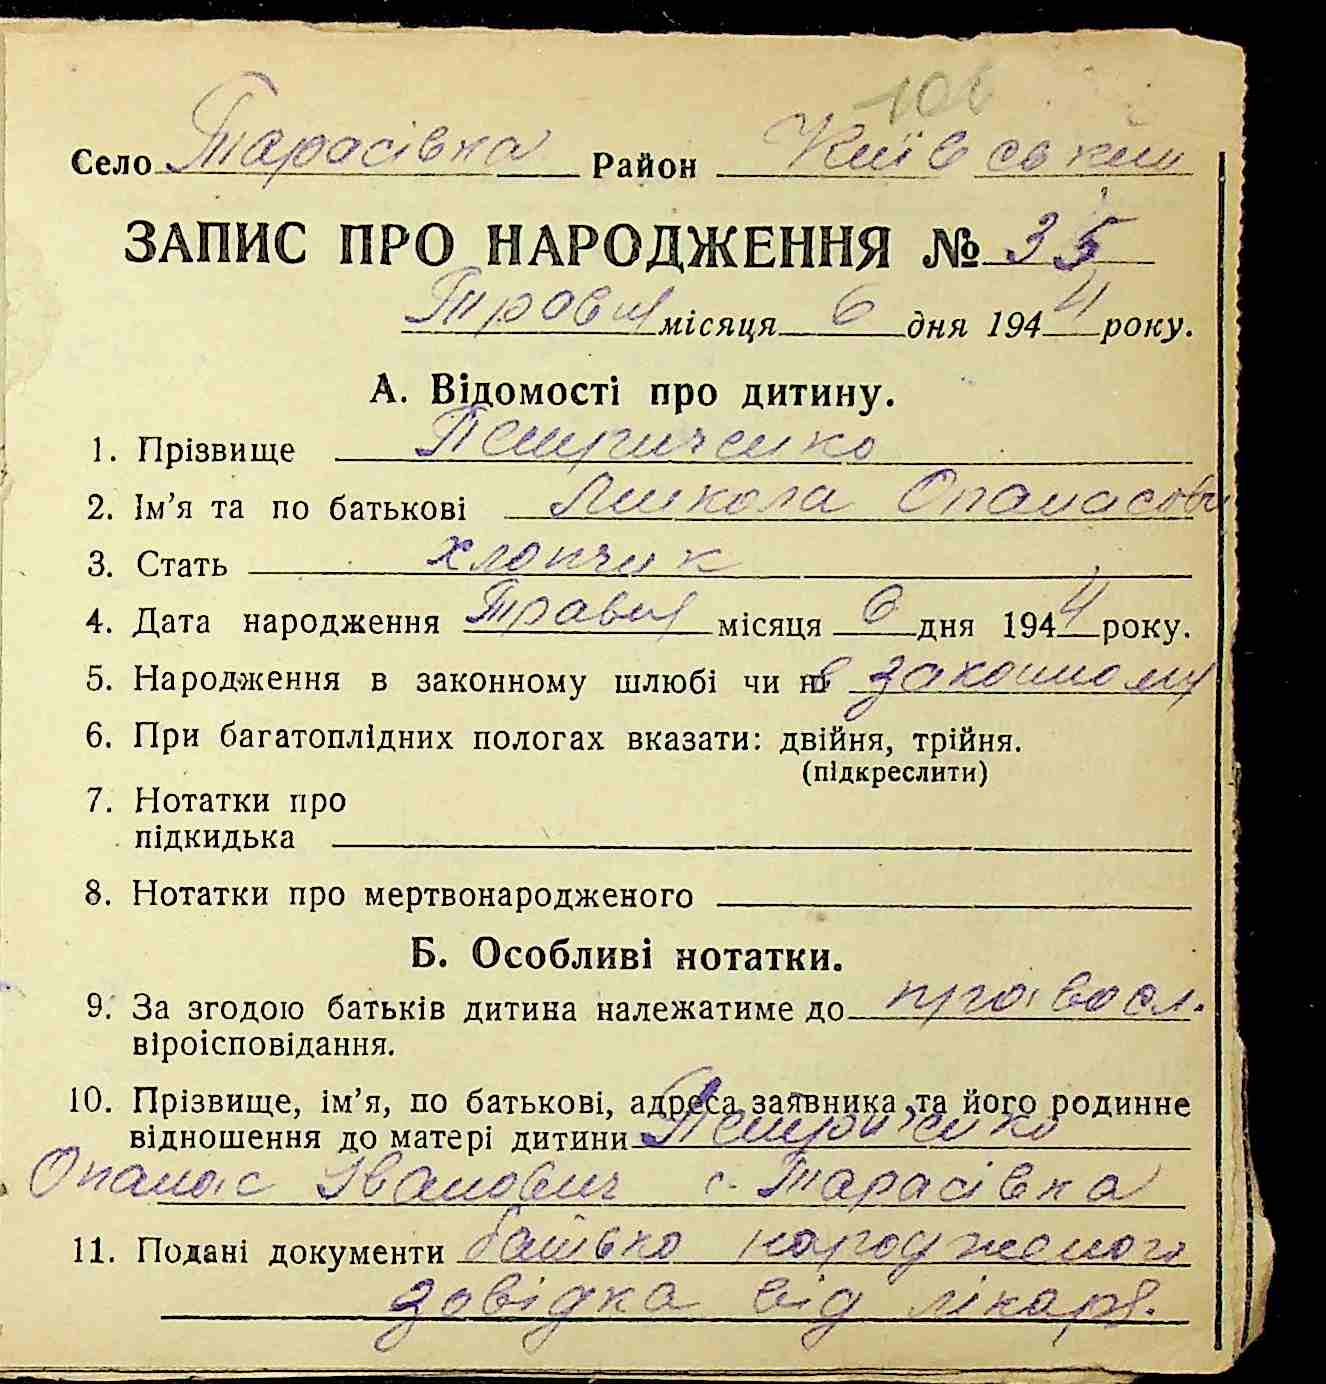 106
Село Тарасівка Район Київський
ЗАПИС ПРО НАРОДЖЕННЯ № 35
Травня місяця 6 дня 1944 року.
А. Відомості про дитину.
1. Прізвище Петриченко
2. Ім'я та по батькові Микола Опанасови
3. Стать хлопчик
4. Дата народження Травня місяця 6 дня 1944 року.
5. Народження в законному шлюбі чи ні в законному
6. При багатоплідних пологах вказати: двійня, трійня.
(підкреслити)
7. Нотатки про
підкидька
8. Нотатки про мертвонародженого
Б. Особливі нотатки.
9. За згодою батьків дитина належатиме до правосл.
віроісповідання.
10. Прізвище, ім'я, по батькові, адреса заявника та його родинне
відношення до матері дитини Петриченко
Опанас Іванович с. Тарасівка
11. Подані документи батько народженого
довідка від лікаря.